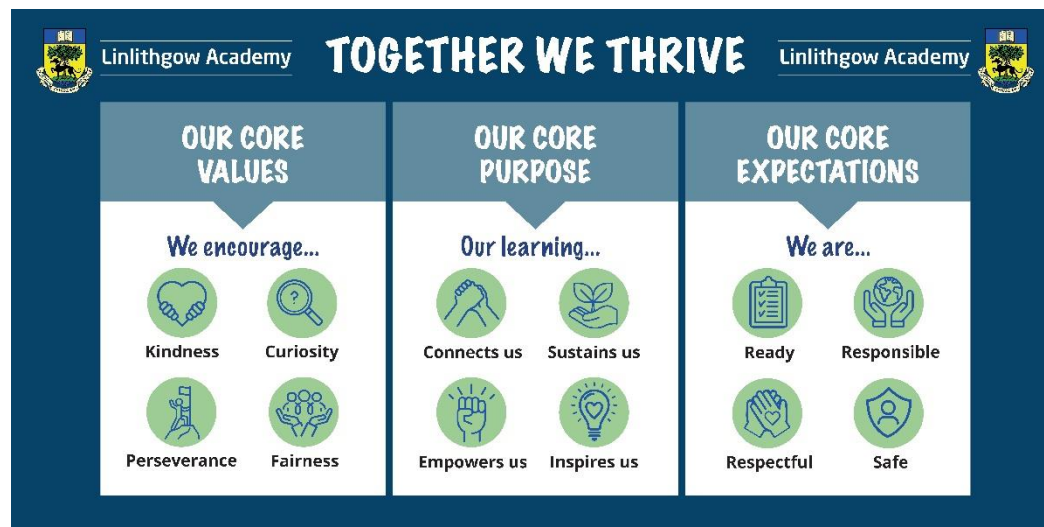 Linlithgow Academy
TOGETHER WE THRIVE
Linlithgow Academy
OUR CORE
VALUES
We encourage...
?
Kindness
Curiosity
Perseverance
Fairness
OUR CORE
PURPOSE
Our learning...
Connects us
Sustains us
Empowers us
Inspires us
OUR CORE
EXPECTATIONS
We are...
Ready
Responsible
Respectful
Safe